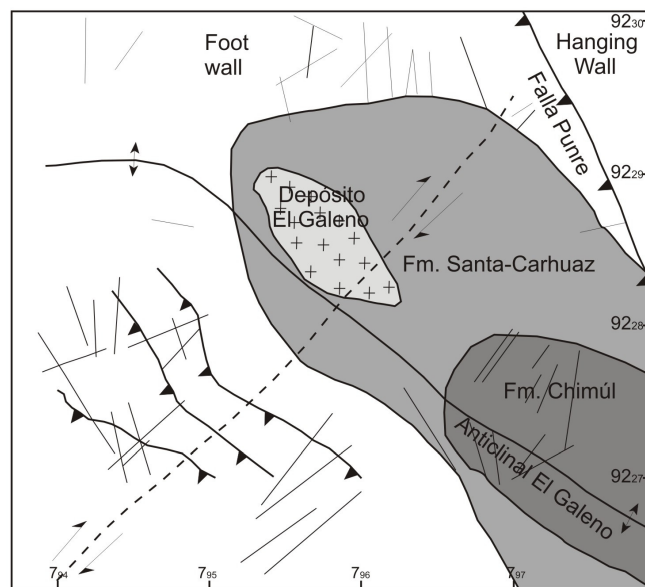 Foot
wall
Hanging
Wall
9230
Falla Punre
9229
Depósito
El Galeno
Fm. Santa-Carhuaz
9228
Fm. Chimúl
Anticlinal El Galeno
9227
794
795
796
797